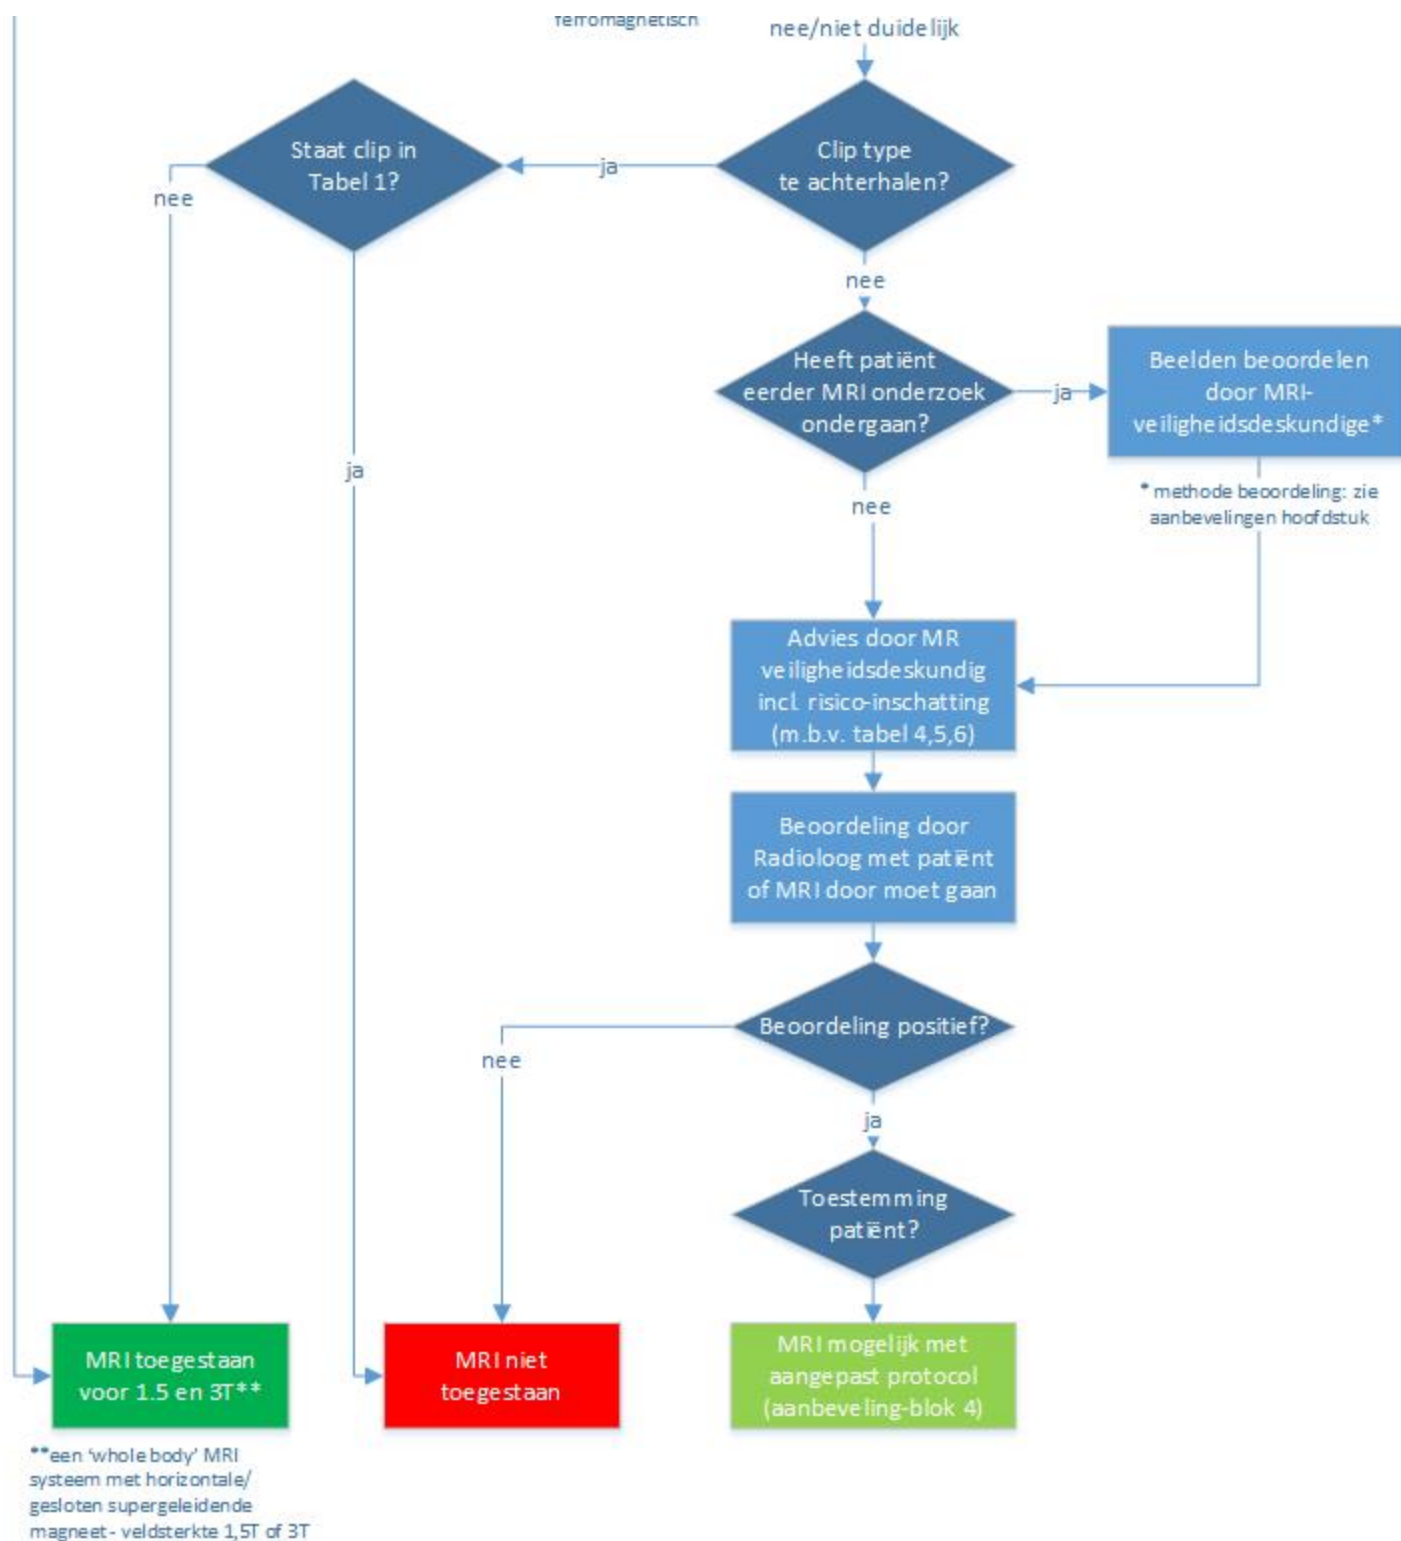 ferromagnetisch
nee/niet duidelijk
Staat clip in
Tabel 1?
ja
Clip type
te achterhalen?
nee
nee
Heeft patiënt
eerder MRI onderzoek
ondergaan?
ja
Beelden beoordelen
door MRI-
veiligheidsdeskundige*
ja
nee
* methode beoordeling: zie
aanbevelingen hoofdstuk
Advies door MR
veiligheidsdeskundig
incl. risico-inschatting
(m.b.v. tabel 4,5,6)
Beoordeling door
Radioloog met patiënt
of MRI door moet gaan
Beoordeling positief?
nee
ja
Toestemming
patiënt?
MRI toegestaan
voor 1.5 en 3T**
MRI niet
toegestaan
MRI mogelijk met
aangepast protocol
(aanbeveling-blok 4)
**een ‘whole body’ MRI
systeem met horizontale/
gesloten supergeleidende
magneet - veldsterkte 1,5T of 3T